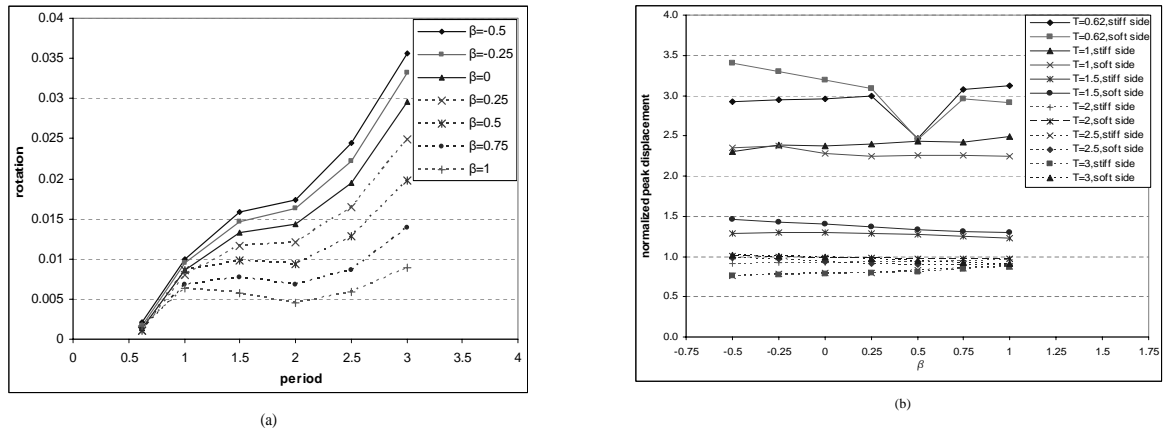 0.04
0.035
0.03
0.025
0.02
0.015
0.01
0.005
0
rotation
0
0.5
1
1.5
2
2.5
3
3.5
4
period
β=-0.5
β=-0.25
β=0
β=0.25
β=0.5
β=0.75
β=1
(a)
4.0
3.5
3.0
2.5
2.0
1.5
1.0
0.5
0.0
normalized peak displacement
-0.75
-0.5
-0.25
0
0.25
0.5
0.75
1
1.25
1.5
1.75
β
T=0.62,stiff side
T=0.62,soft side
T=1,stiff side
T=1,soft side
T=1.5,stiff side
T=1.5,soft side
T=2,stiff side
T=2,soft side
T=2.5,stiff side
T=2.5,soft side
T=3,stiff side
T=3,soft side
(b)